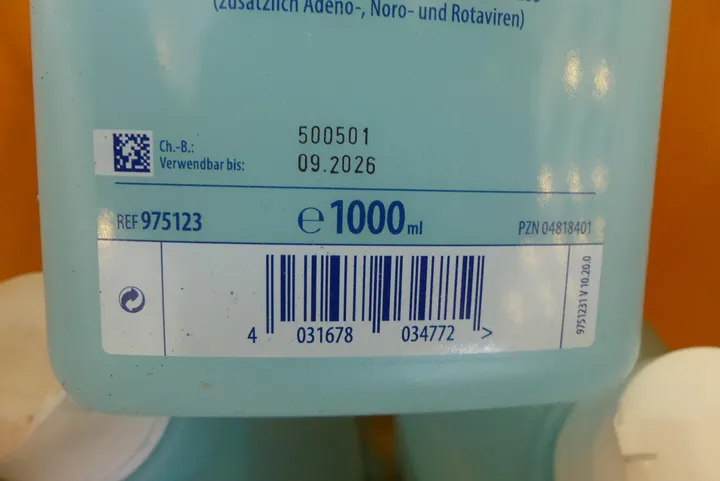 (zusätzlich Adeno-, Noro- und Rotaviren)
Ch.-B.: 500501
Verwendbar bis: 09.2026
REF 975123 ℮ 1000 ml PZN 04818401
4 031678 034772 >
9751231 V 10.20.0